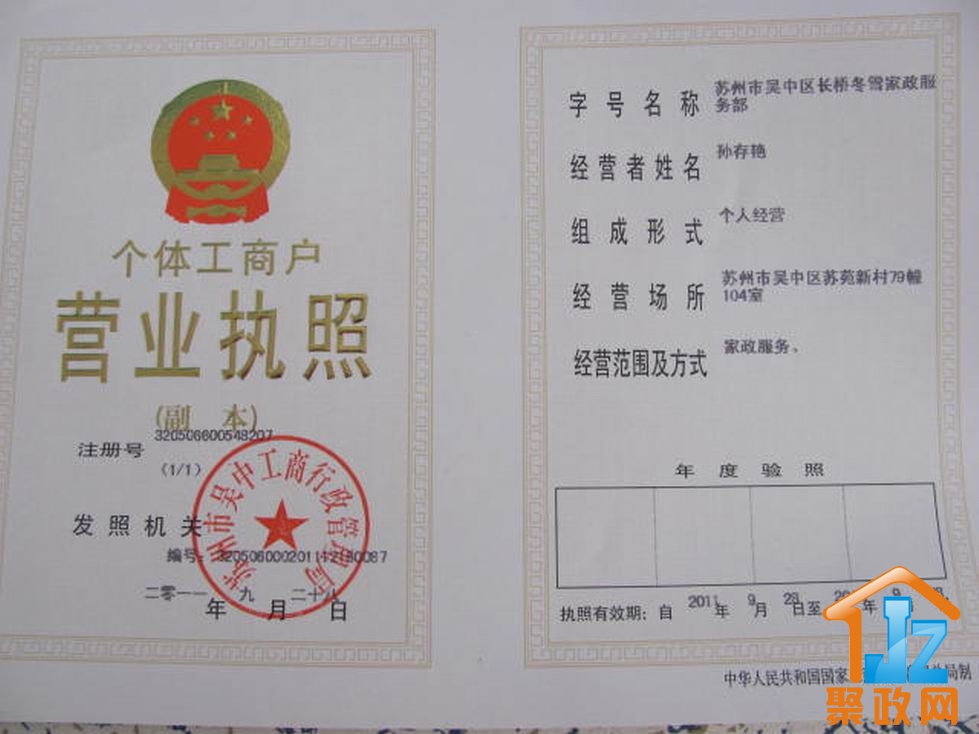 个体工商户
营业执照
(副 本)
注册号
320506600548207
(1/1)
苏州市吴中工商行政管理局
发照机关
编号：
二零一一 年 九 月 二十八 日
字号名称
苏州市吴中区长桥冬雪家政服
务部
经营者姓名
孙存艳
组成形式
个人经营
经营场所
苏州市吴中区苏苑新村79幢
104室
经营范围及方式
家政服务、
年度验照
执照有效期：自 2011 年 9 月 28 日至 年 9
中华人民共和国国家
局制
JZ
聚政网